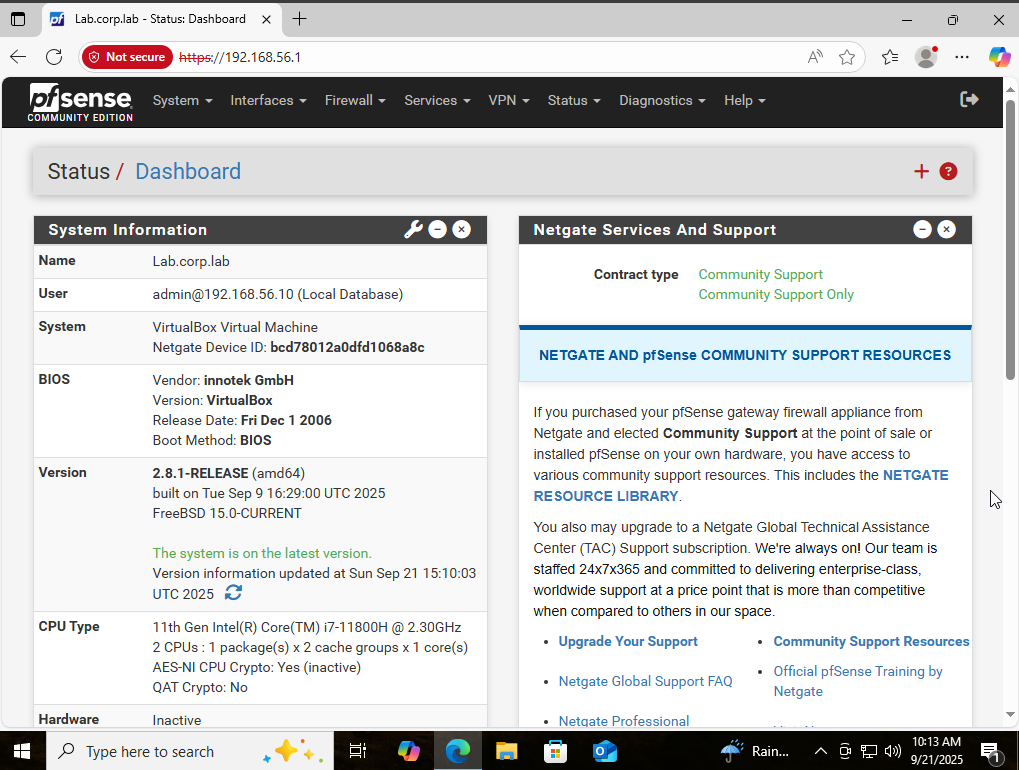 Lab.corp.lab - Status: Dashboard
Not secure
https://192.168.56.1
pfsense
COMMUNITY EDITION
System
Interfaces
Firewall
Services
VPN
Status
Diagnostics
Help
Status / Dashboard
System Information
Name
Lab.corp.lab
User
admin@192.168.56.10 (Local Database)
System
VirtualBox Virtual Machine
Netgate Device ID: bcd78012a0dfd1068a8c
BIOS
Vendor: innotek GmbH
Version: VirtualBox
Release Date: Fri Dec 1 2006
Boot Method: BIOS
Version
2.8.1-RELEASE (amd64)
built on Tue Sep 9 16:29:00 UTC 2025
FreeBSD 15.0-CURRENT
The system is on the latest version.
Version information updated at Sun Sep 21 15:10:03
UTC 2025
CPU Type
11th Gen Intel(R) Core(TM) i7-11800H @ 2.30GHz
2 CPUs : 1 package(s) x 2 cache groups x 1 core(s)
AES-NI CPU Crypto: Yes (inactive)
QAT Crypto: No
Hardware
Inactive
Netgate Services And Support
Contract type
Community Support
Community Support Only
NETGATE AND pfSense COMMUNITY SUPPORT RESOURCES
If you purchased your pfSense gateway firewall appliance from
Netgate and elected Community Support at the point of sale or
installed pfSense on your own hardware, you have access to
various community support resources. This includes the NETGATE
RESOURCE LIBRARY.
You also may upgrade to a Netgate Global Technical Assistance
Center (TAC) Support subscription. We're always on! Our team is
staffed 24x7x365 and committed to delivering enterprise-class,
worldwide support at a price point that is more than competitive
when compared to others in our space.
Upgrade Your Support
Netgate Global Support FAQ
Netgate Professional
Community Support Resources
Official pfSense Training by
Netgate
Type here to search
Rain...
10:13 AM
9/21/2025
1